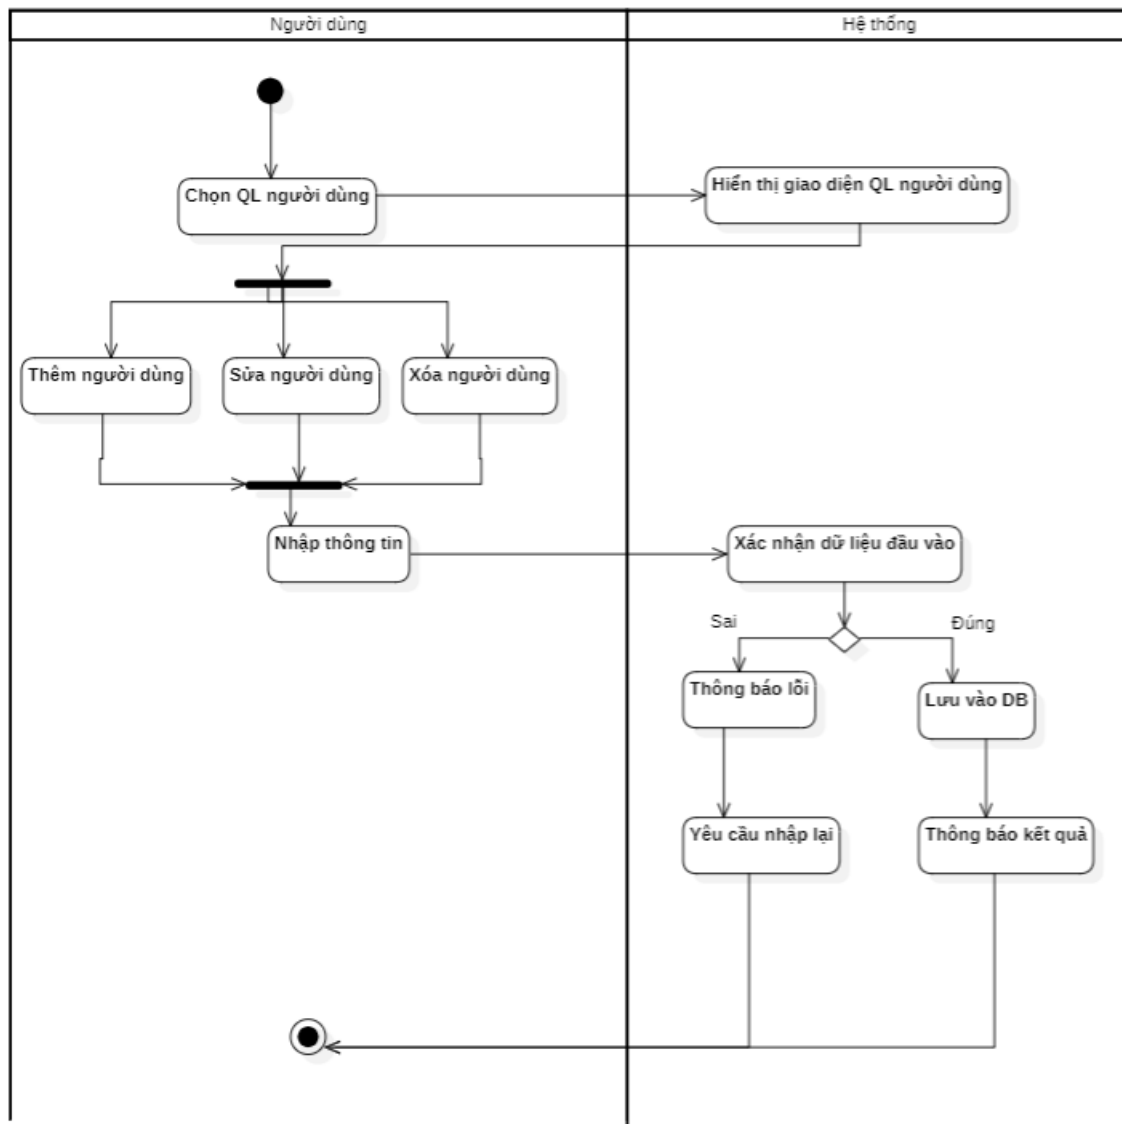 Người dùng
Hệ thống
Chọn QL người dùng
Hiển thị giao diện QL người dùng
Thêm người dùng
Sửa người dùng
Xóa người dùng
Nhập thông tin
Xác nhận dữ liệu đầu vào
Sai
Đúng
Thông báo lỗi
Lưu vào DB
Yêu cầu nhập lại
Thông báo kết quả